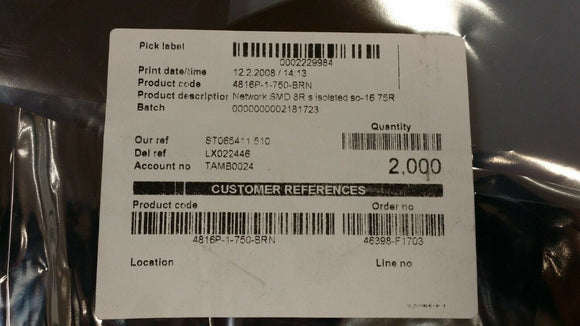 Pick label
0002229984
Print date/time 12.2.2008 / 14:13
Product code 4816P-1-750-BRN
Product description Network SMD 8R s isolated so-16 75R
Batch 0000000002181723
Quantity
Our ref ST065411 510
Del ref LX022446
Account no TAMB0024
2,000
CUSTOMER REFERENCES
Product code Order no
4816P-1-750-BRN 46398-F1703
Location Line no